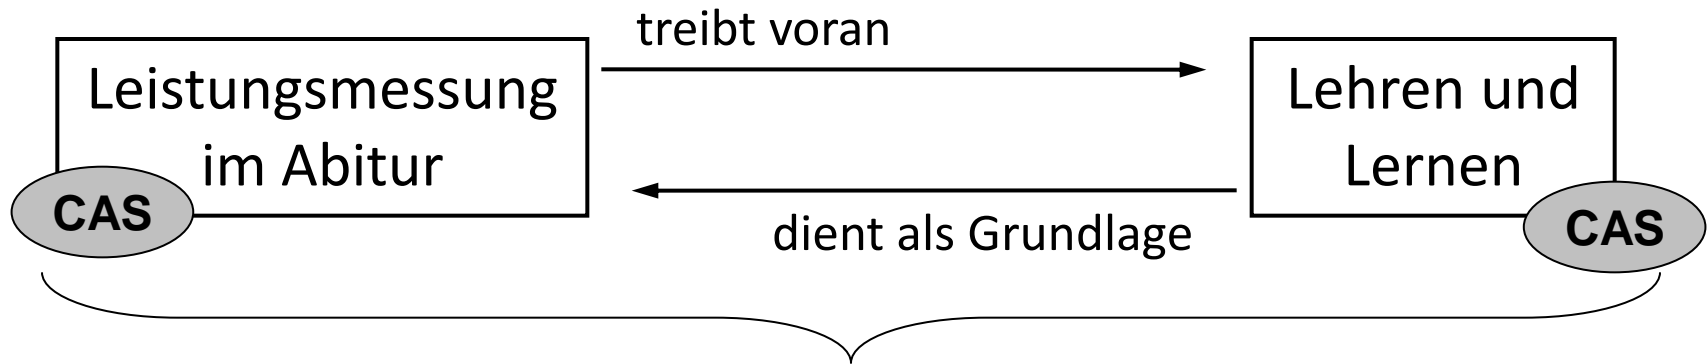 treibt voran
Leistungsmessung
im Abitur
CAS
Lehren und
Lernen
CAS
dient als Grundlage